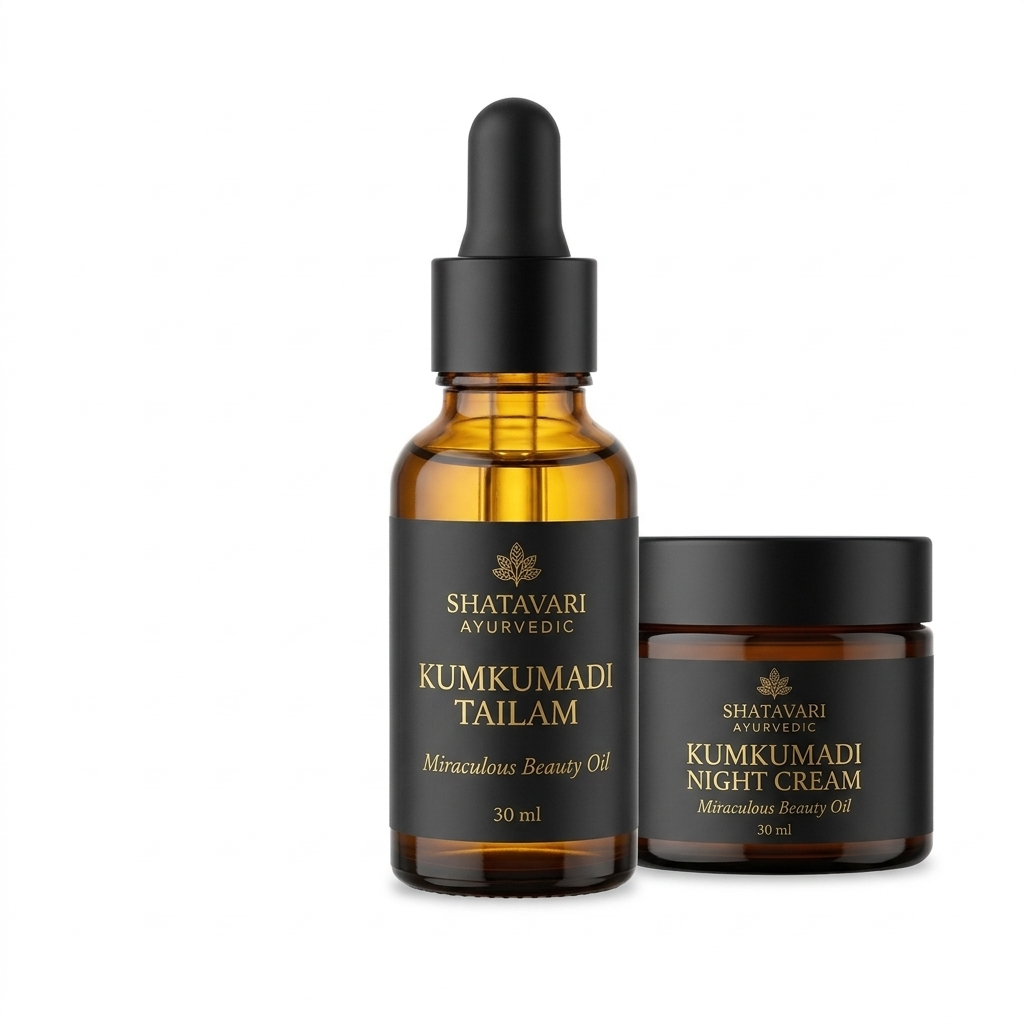 SHATAVARI
AYURVEDIC
KUMKUMADI
TAILAM
Miraculous Beauty Oil
30 ml
SHATAVARI
AYURVEDIC
KUMKUMADI
NIGHT CREAM
Miraculous Beauty Oil
30 ml